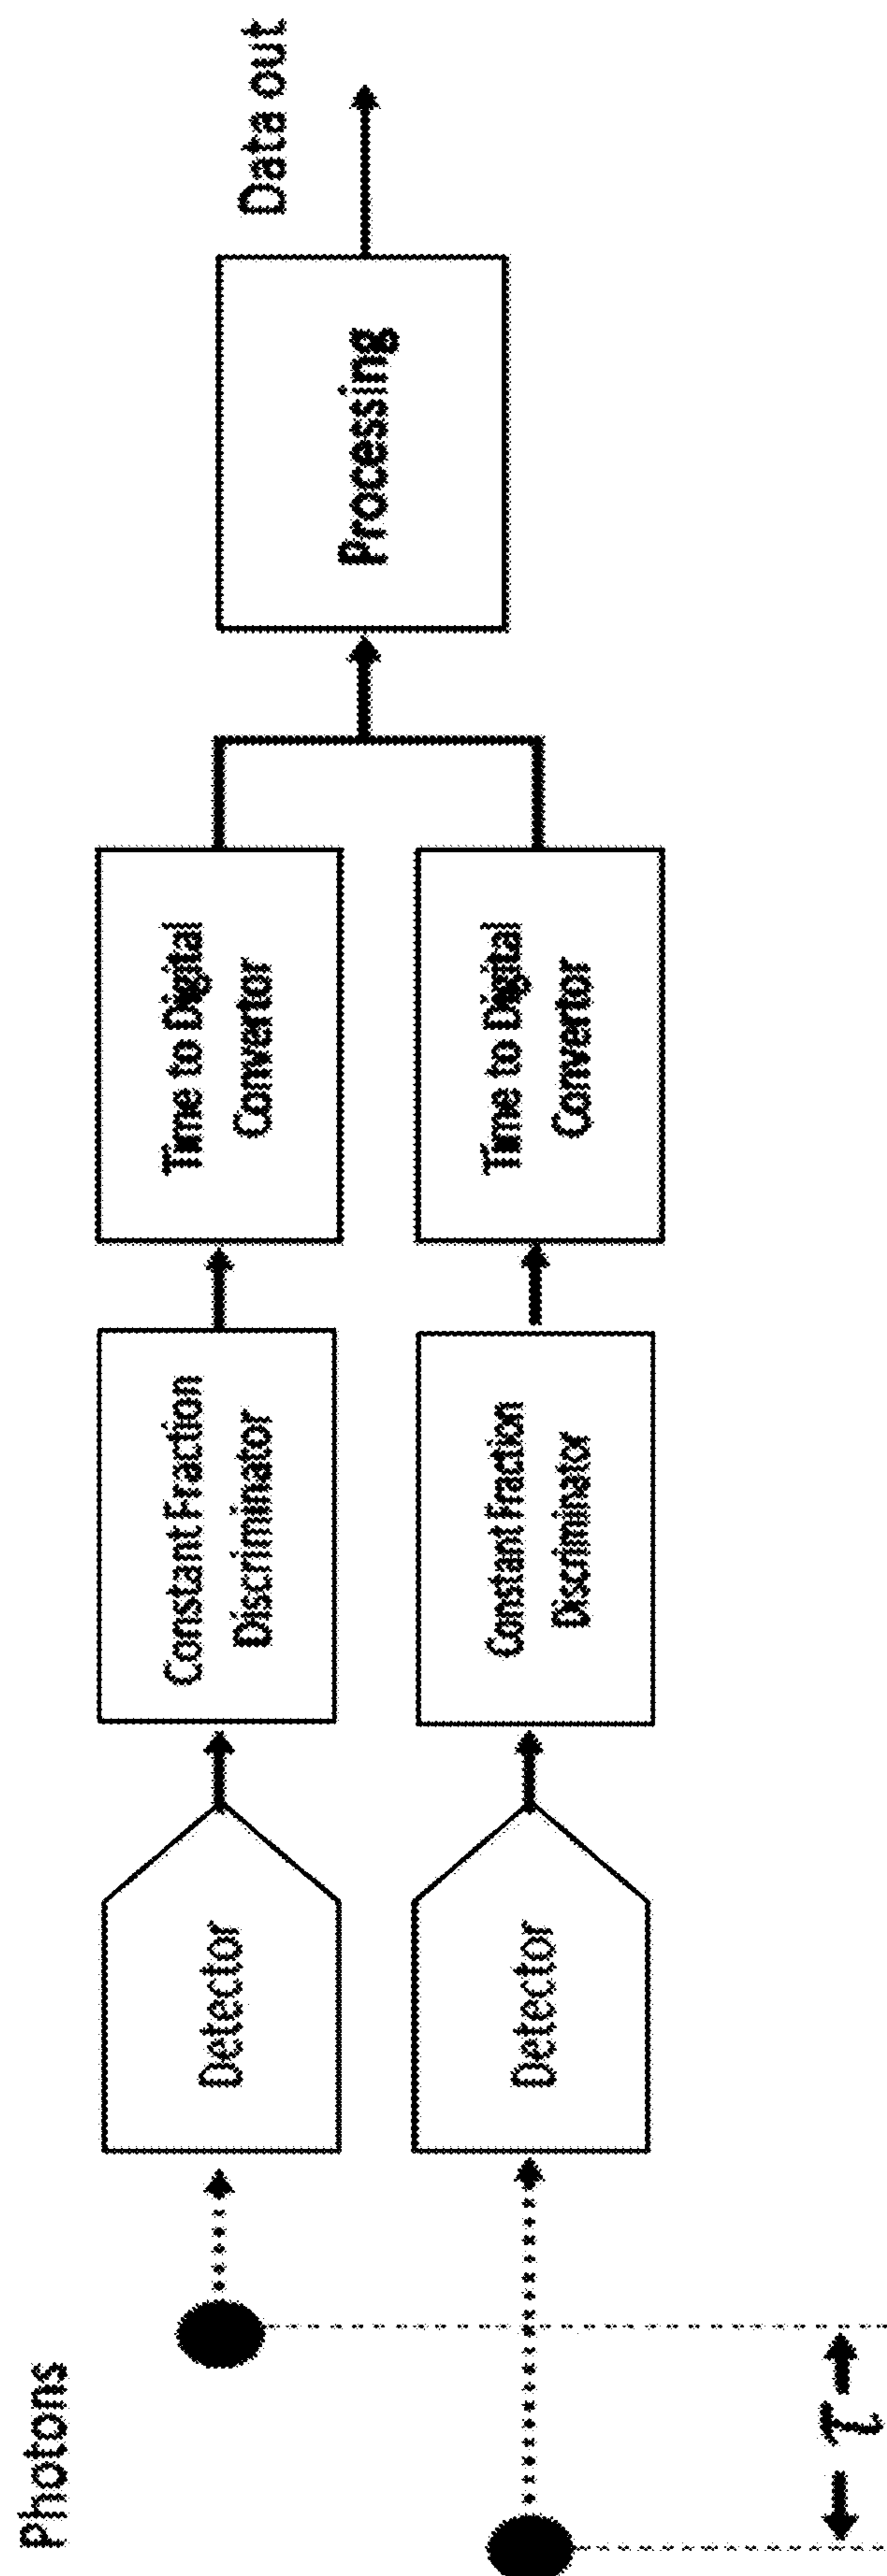 Photons
Detector
Constant Fraction
Discriminator
Time to Digital
Convertor
Detector
Constant Fraction
Discriminator
Time to Digital
Convertor
Processing
Data out
τ